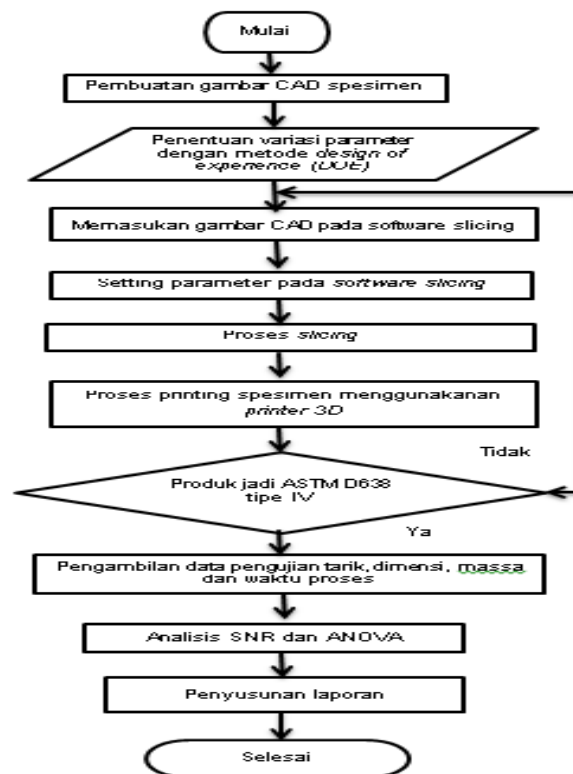 Mulai
Pembuatan gambar CAD spesimen
Penentuan variasi parameter
dengan metode design of
experience (DOE)
Memasukan gambar CAD pada software slicing
Setting parameter pada software slicing
Proses slicing
Proses printing spesimen menggunakanan
printer 3D
Tidak
Produk jadi ASTM D638
tipe IV
Ya
Pengambilan data pengujian tarik, dimensi, massa
dan waktu proses
Analisis SNR dan ANOVA
Penyusunan laporan
Selesai